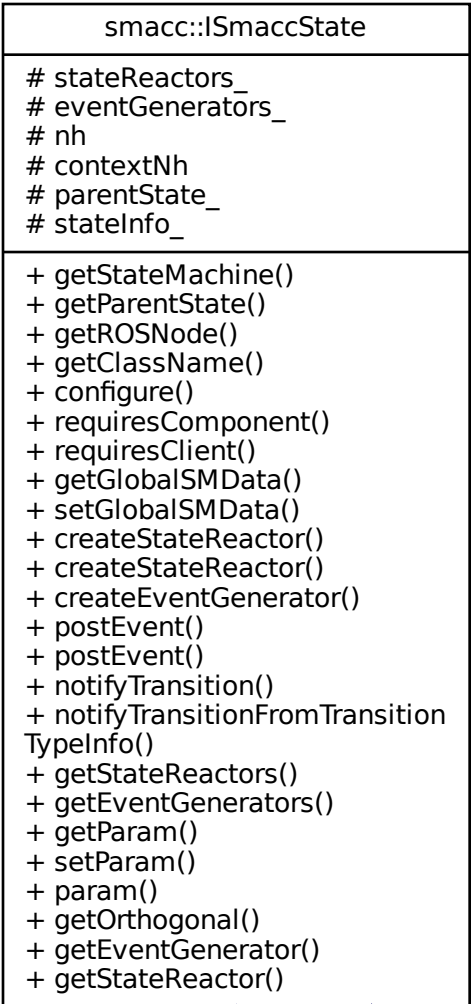 smacc::ISmaccState
# stateReactors_
# eventGenerators_
# nh
# contextNh
# parentState_
# stateInfo_
+ getStateMachine()
+ getParentState()
+ getROSNode()
+ getClassName()
+ configure()
+ requiresComponent()
+ requiresClient()
+ getGlobalSMData()
+ setGlobalSMData()
+ createStateReactor()
+ createStateReactor()
+ createEventGenerator()
+ postEvent()
+ postEvent()
+ notifyTransition()
+ notifyTransitionFromTransition
TypeInfo()
+ getStateReactors()
+ getEventGenerators()
+ getParam()
+ setParam()
+ param()
+ getOrthogonal()
+ getEventGenerator()
+ getStateReactor()